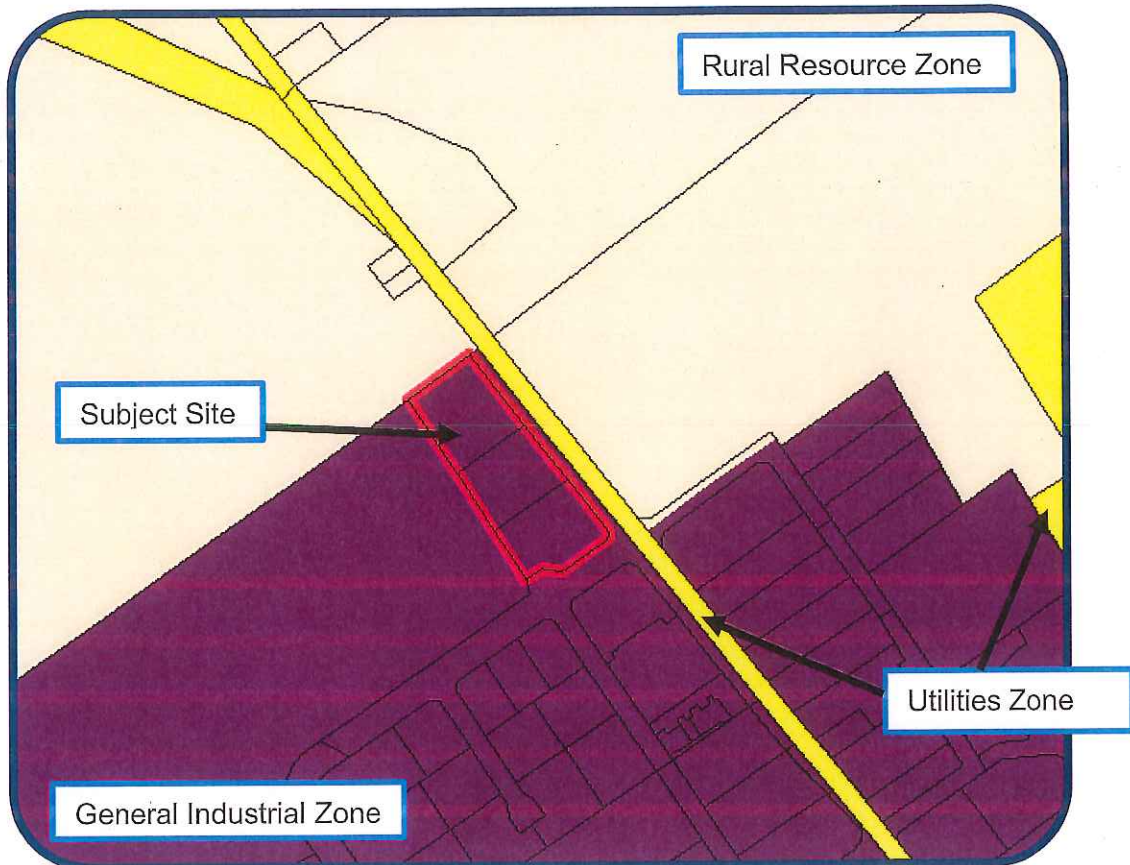 Rural Resource Zone
Subject Site
Utilities Zone
General Industrial Zone